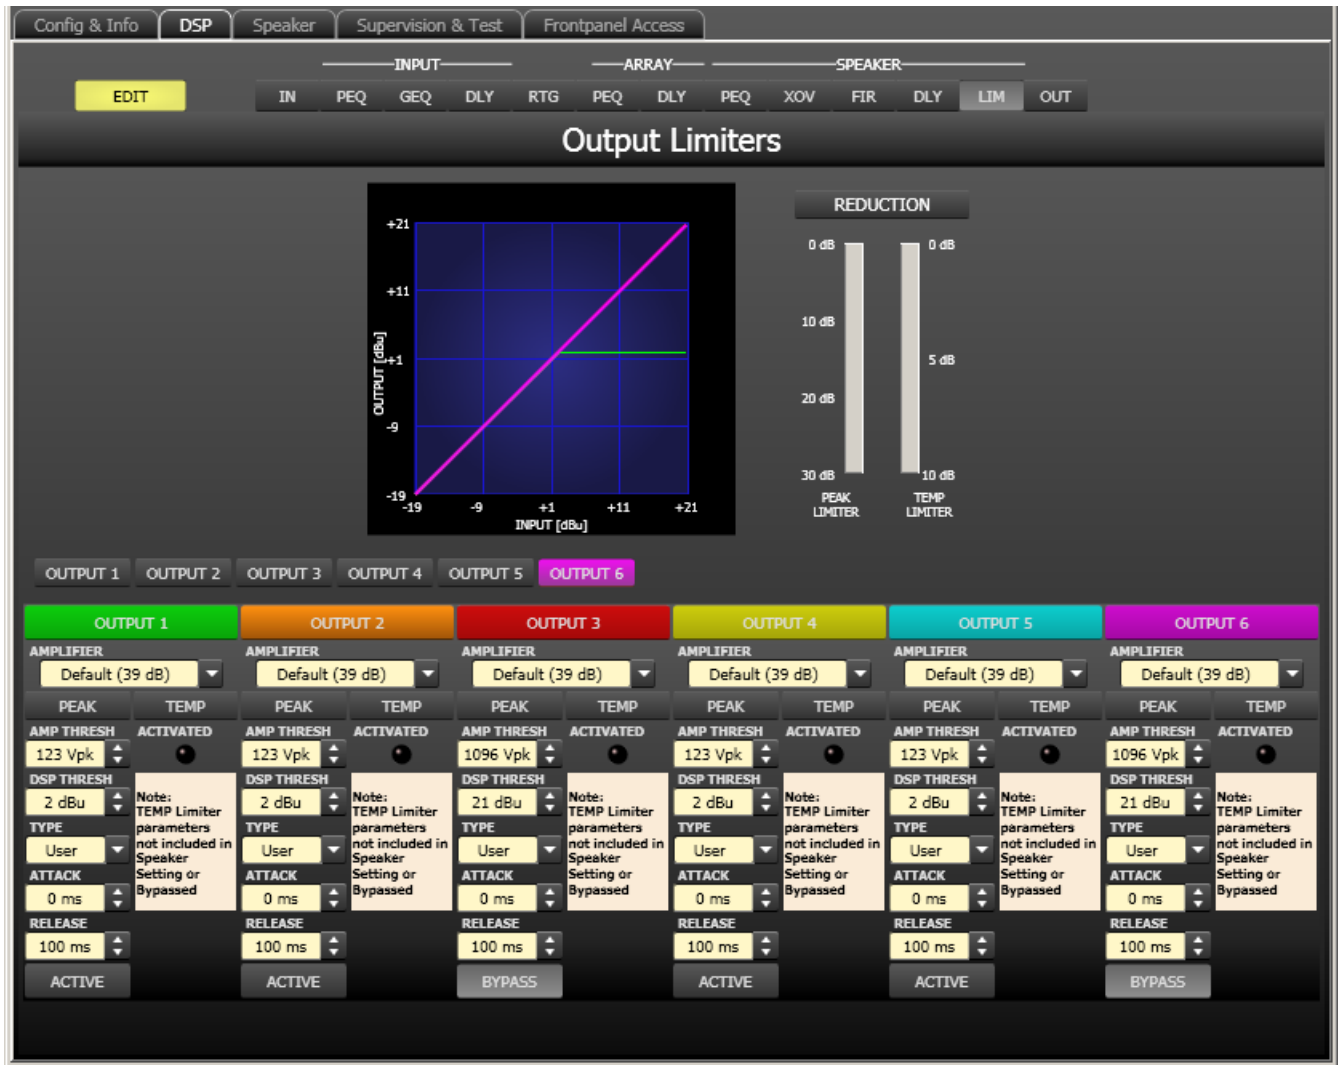 Config & Info DSP Speaker Supervision & Test Frontpanel Access
INPUT ARRAY SPEAKER
EDIT IN PEQ GEQ DLY RTG PEQ DLY PEQ XOV FIR DLY LIM OUT
Output Limiters
REDUCTION
+21
+11
+1
-9
-19
OUTPUT [dBu]
-19 -9 +1 +11 +21
INPUT [dBu]
0 dB 0 dB
10 dB
5 dB
20 dB
30 dB 10 dB
PEAK LIMITER TEMP LIMITER
OUTPUT 1 OUTPUT 2 OUTPUT 3 OUTPUT 4 OUTPUT 5 OUTPUT 6
OUTPUT 1 OUTPUT 2 OUTPUT 3 OUTPUT 4 OUTPUT 5 OUTPUT 6
AMPLIFIER AMPLIFIER AMPLIFIER AMPLIFIER AMPLIFIER AMPLIFIER
Default (39 dB) Default (39 dB) Default (39 dB) Default (39 dB) Default (39 dB) Default (39 dB)
PEAK TEMP PEAK TEMP PEAK TEMP PEAK TEMP PEAK TEMP PEAK TEMP
AMP THRESH ACTIVATED AMP THRESH ACTIVATED AMP THRESH ACTIVATED AMP THRESH ACTIVATED AMP THRESH ACTIVATED AMP THRESH ACTIVATED
123 Vpk 123 Vpk 1096 Vpk 123 Vpk 123 Vpk 1096 Vpk
DSP THRESH DSP THRESH DSP THRESH DSP THRESH DSP THRESH DSP THRESH
2 dBu 2 dBu 21 dBu 2 dBu 2 dBu 21 dBu
Note: Note: Note: Note: Note: Note:
TEMP Limiter TEMP Limiter TEMP Limiter TEMP Limiter TEMP Limiter TEMP Limiter
TYPE parameters TYPE parameters TYPE parameters TYPE parameters TYPE parameters TYPE parameters
not included in not included in not included in not included in not included in not included in
User Speaker User Speaker User Speaker User Speaker User Speaker User Speaker
ATTACK Setting or ATTACK Setting or ATTACK Setting or ATTACK Setting or ATTACK Setting or ATTACK Setting or
0 ms Bypassed 0 ms Bypassed 0 ms Bypassed 0 ms Bypassed 0 ms Bypassed 0 ms Bypassed
RELEASE RELEASE RELEASE RELEASE RELEASE RELEASE
100 ms 100 ms 100 ms 100 ms 100 ms 100 ms
ACTIVE ACTIVE BYPASS ACTIVE ACTIVE BYPASS